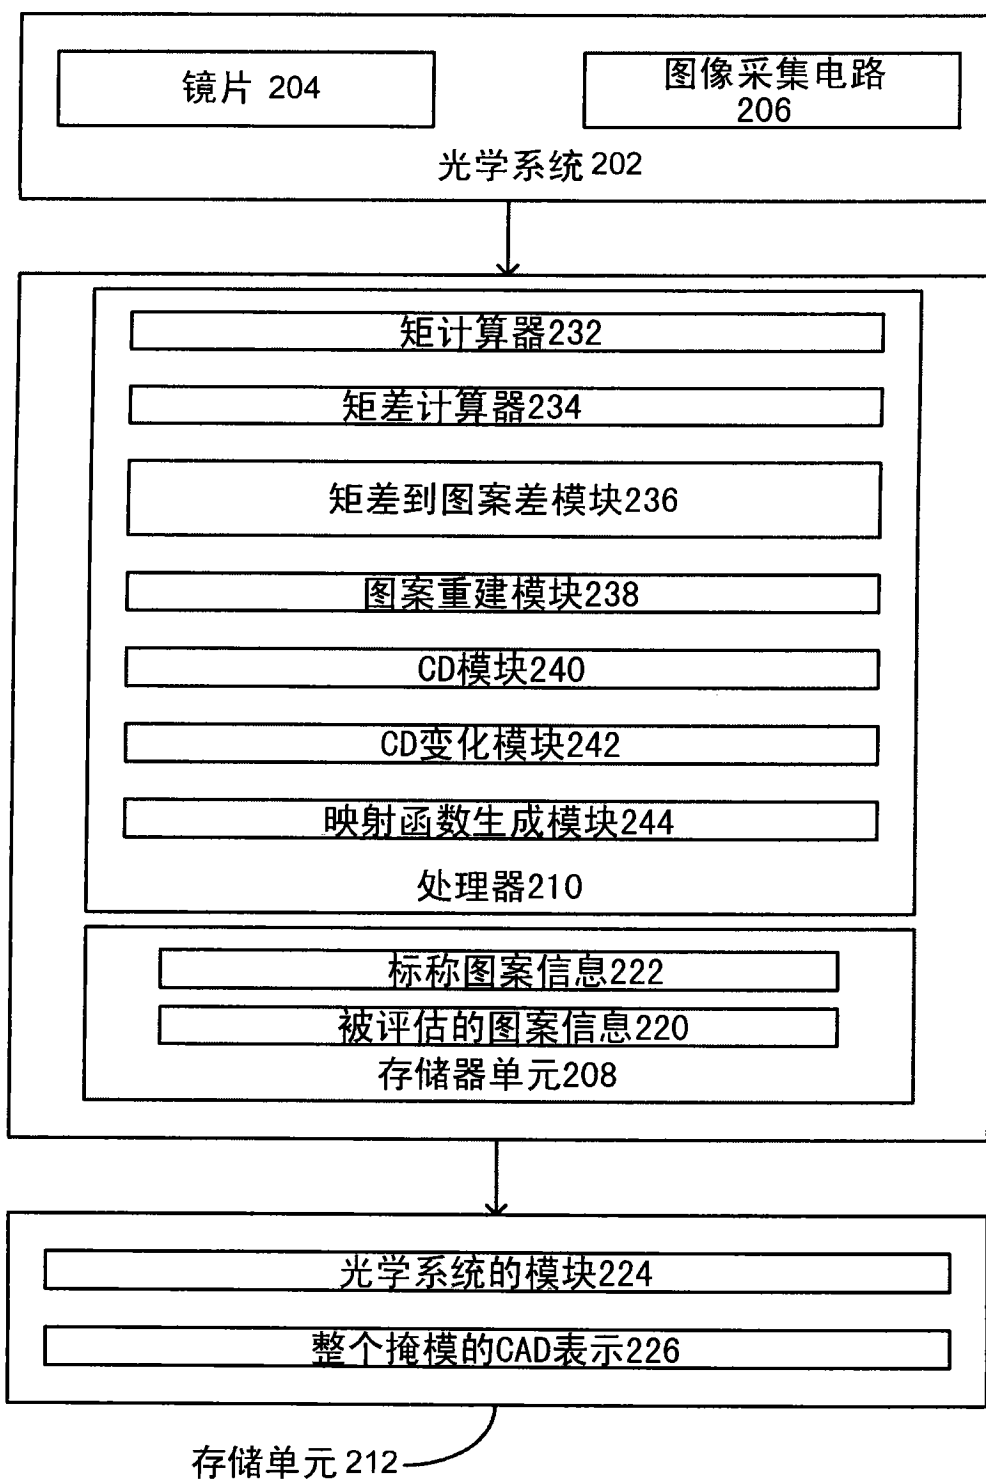 镜片 204
图像采集电路
206
光学系统202
矩计算器232
矩差计算器234
矩差到图案差模块236
图案重建模块238
CD模块240
CD变化模块242
映射函数生成模块244
处理器210
标称图案信息222
被评估的图案信息220
存储器单元208
光学系统的模块224
整个掩模的CAD表示226
存储单元212